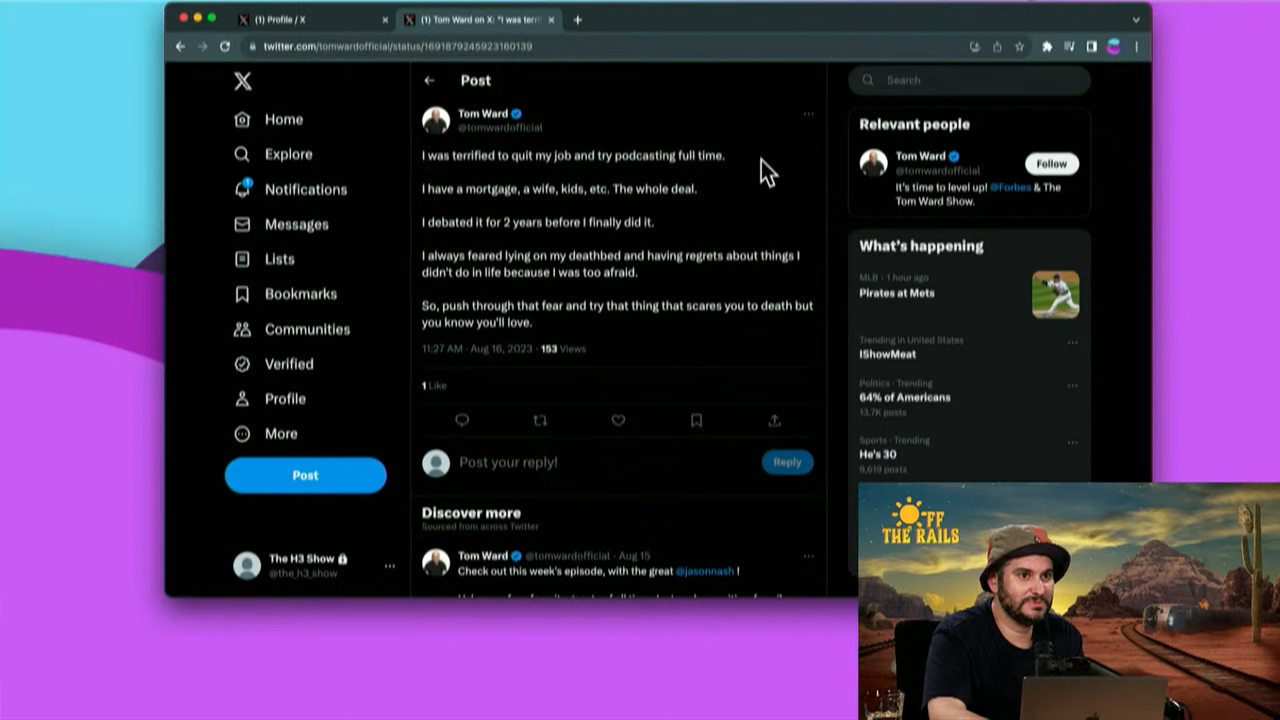 (1) Profile / X
(1) Tom Ward on X: "I was terri
twitter.com/tomwardofficial/status/1691879245923160139
Home
Explore
1
Notifications
Messages
Lists
Bookmarks
Communities
Verified
Profile
More
Post
The H3 Show
@the_h3_show
Post
Tom Ward
@tomwardofficial
I was terrified to quit my job and try podcasting full time.
I have a mortgage, a wife, kids, etc. The whole deal.
I debated it for 2 years before I finally did it.
I always feared lying on my deathbed and having regrets about things I
didn't do in life because I was too afraid.
So, push through that fear and try that thing that scares you to death but
you know you'll love.
11:27 AM · Aug 16, 2023 · 153 Views
1 Like
Post your reply!
Reply
Discover more
Sourced from across Twitter
Tom Ward @tomwardofficial · Aug 15
Check out this week's episode, with the great @jasonnash !
Search
Relevant people
Tom Ward
@tomwardofficial
Follow
It's time to level up! @Forbes & The
Tom Ward Show.
What's happening
MLB · 1 hour ago
Pirates at Mets
Trending in United States
IShowMeat
Politics · Trending
64% of Americans
13.7K posts
Sports · Trending
He's 30
9,619 posts
OFF
THE RAILS